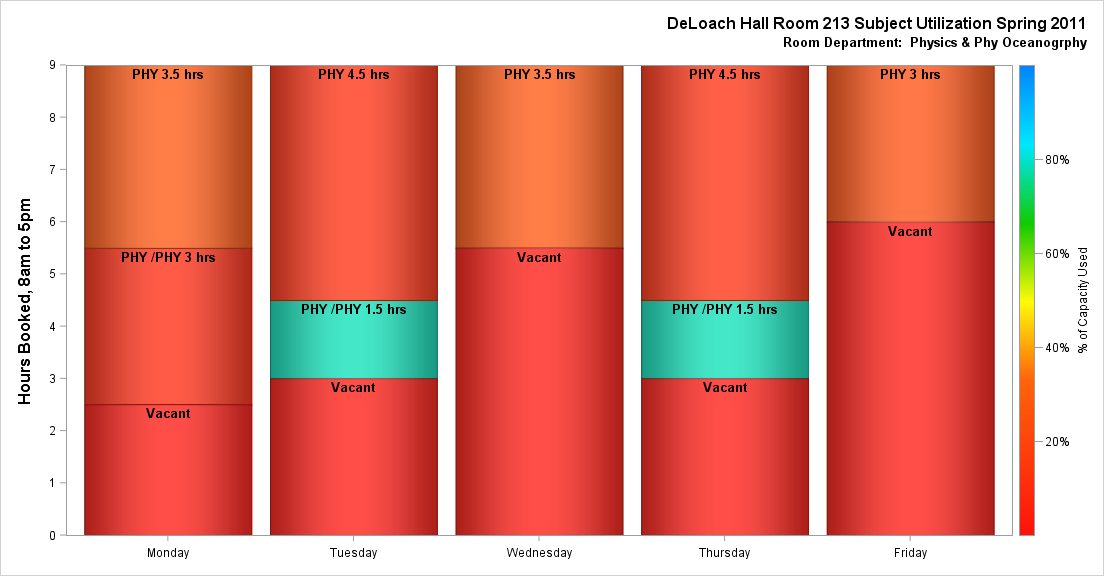 DeLoach Hall Room 213 Subject Utilization Spring 2011
Room Department:  Physics & Phy Oceanogrphy
Hours Booked, 8am to 5pm
9
8
7
6
5
4
3
2
1
0
PHY 3.5 hrs
PHY /PHY 3 hrs
Vacant
PHY 4.5 hrs
PHY /PHY 1.5 hrs
Vacant
PHY 3.5 hrs
Vacant
PHY 4.5 hrs
PHY /PHY 1.5 hrs
Vacant
PHY 3 hrs
Vacant
Monday
Tuesday
Wednesday
Thursday
Friday
80%
60%
40%
20%
% of Capacity Used